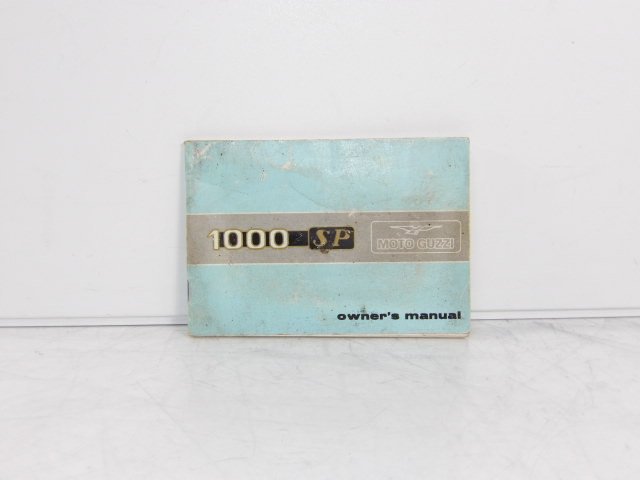 1000 SP
MOTO GUZZI
owner's manual